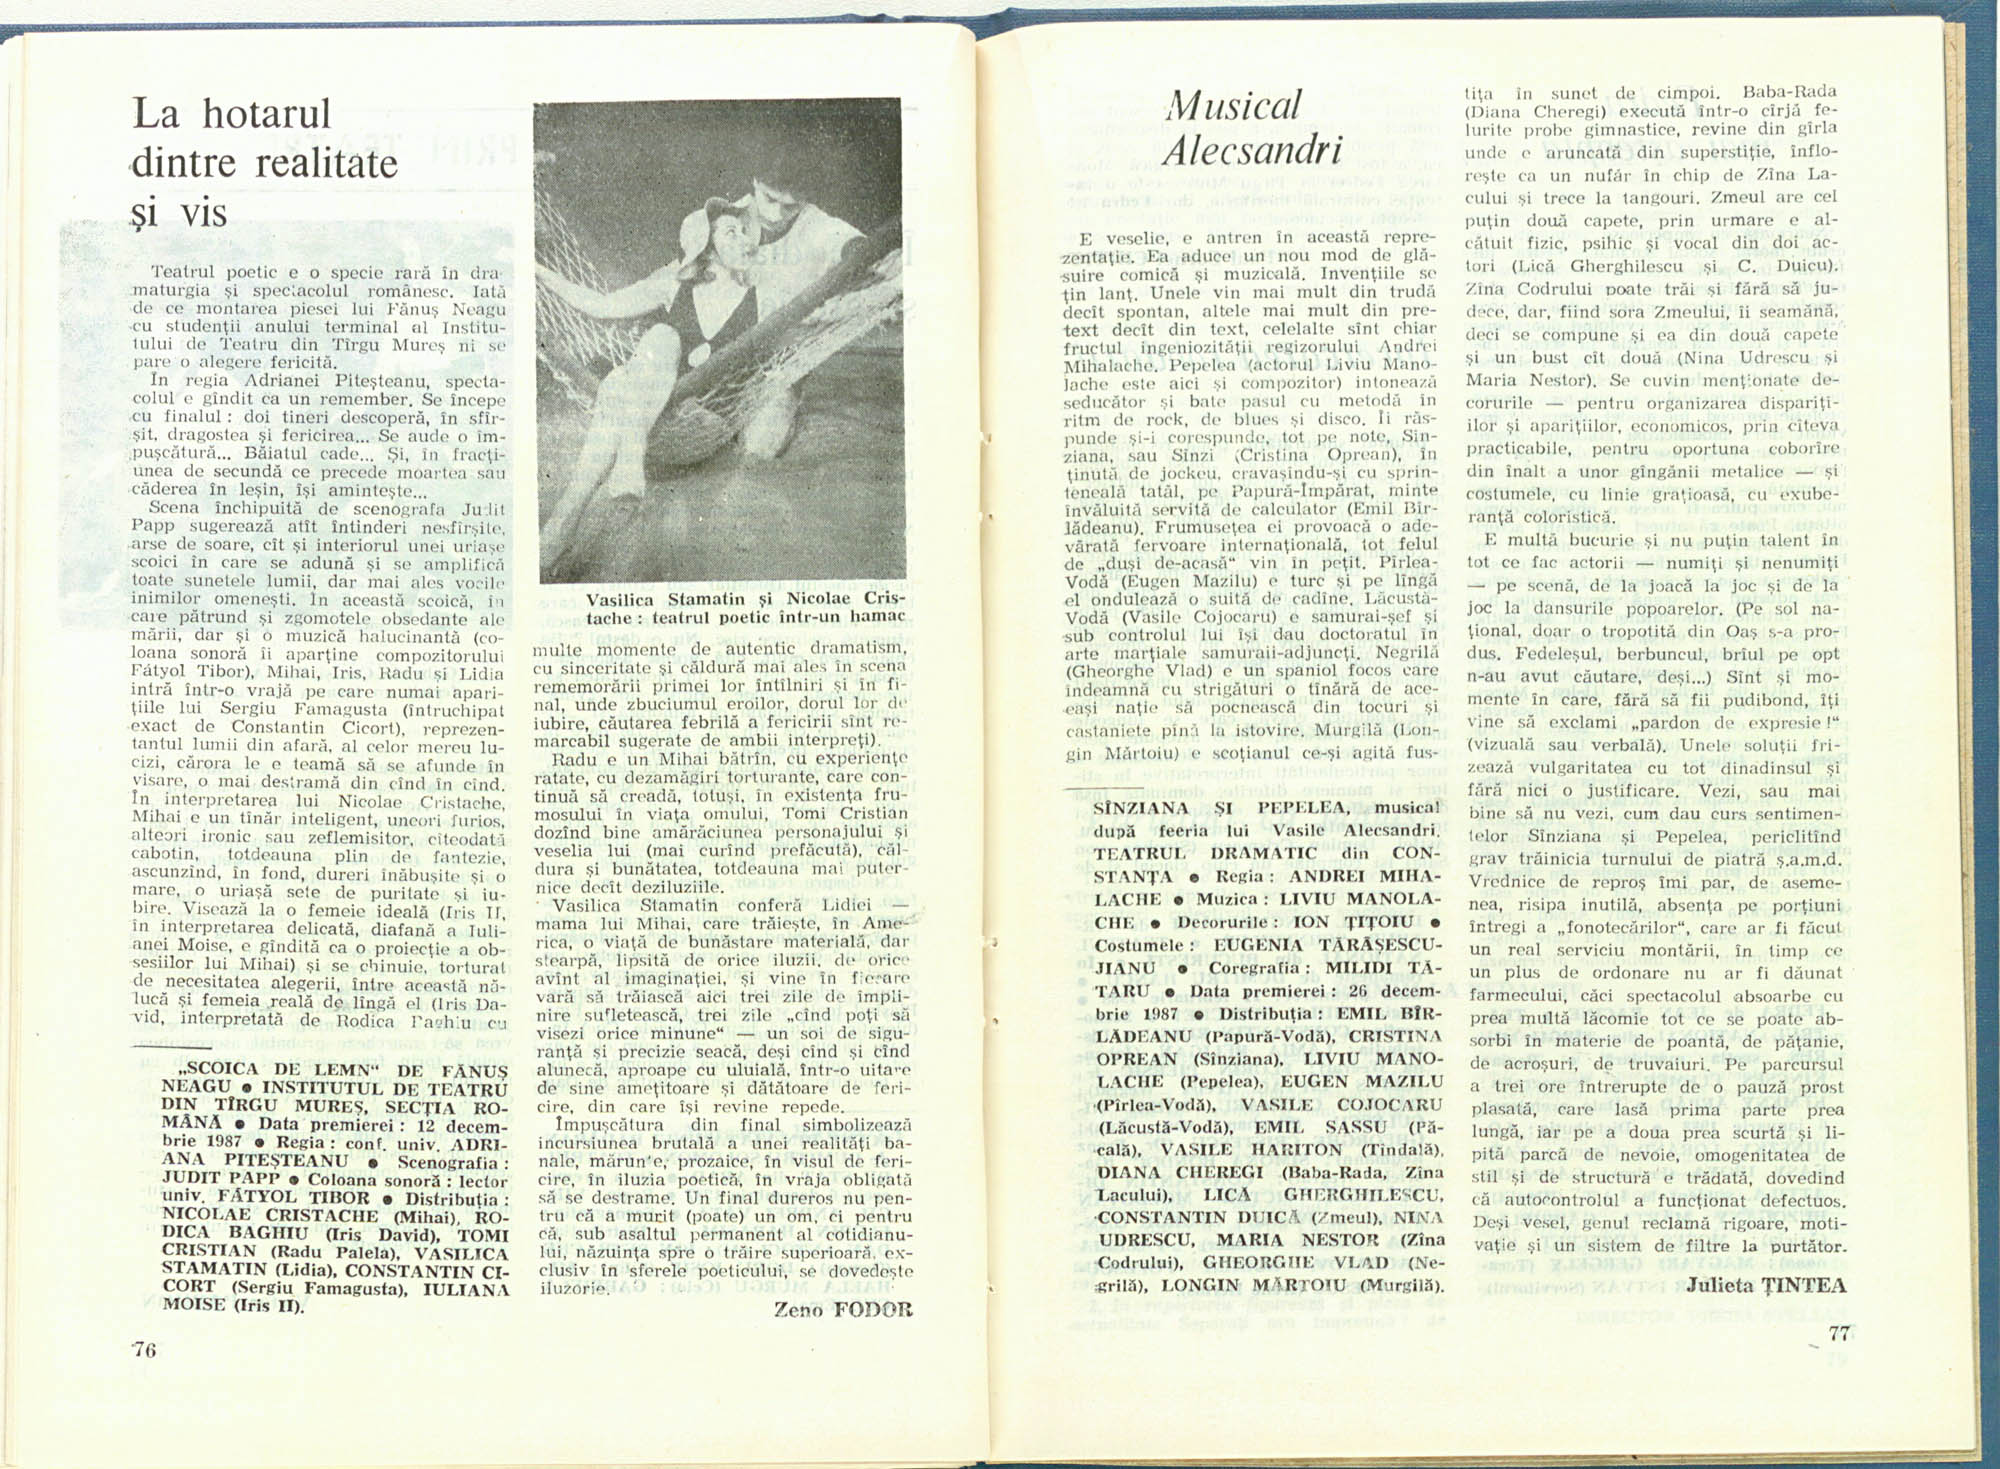 La hotarul
dintre realitate
și vis
Teatrul poetic e o specie rară în dra-
maturgia și spectacolul românesc. Iată
de ce montarea piesei lui Fănuș Neagu
cu studenții anului terminal al Institu-
tului de Teatru din Tîrgu Mureș ni se
pare o alegere fericită.
În regia Adrianei Piteșteanu, specta-
colul e gîndit ca un remember. Se începe
cu finalul : doi tineri descoperă, în sfîr-
șit, dragostea și fericirea... Se aude o îm-
pușcătură... Băiatul cade... Și, în fracți-
unea de secundă ce precede moartea sau
căderea în leșin, își amintește...
Scena închipuită de scenografa Judit
Papp sugerează atît întinderi nesfîrșite,
arse de soare, cît și interiorul unei uriașe
scoici în care se adună și se amplifică
toate sunetele lumii, dar mai ales vocile
inimilor omenești. În această scoică, în
care pătrund și zgomotele obsedante ale
mării, dar și o muzică halucinantă (co-
loana sonoră îi aparține compozitorului
Fátyol Tibor), Mihai, Iris, Radu și Lidia
intră într-o vrajă pe care numai apari-
țiile lui Sergiu Famagusta (întruchipat
exact de Constantin Cicort), reprezen-
tantul lumii din afară, al celor mereu lu-
cizi, cărora le e teamă să se afunde în
visare, o mai destramă din cînd în cînd.
În interpretarea lui Nicolae Cristache,
Mihai e un tînăr inteligent, uneori furios,
alteori ironic sau zeflemisitor, cîteodată
cabotin, totdeauna plin de fantezie,
ascunzînd, în fond, dureri înăbușite și o
mare, o uriașă sete de puritate și iu-
bire. Visează la o femeie ideală (Iris II,
în interpretarea delicată, diafană a Iuli-
anei Moise, e gîndită ca o proiecție a ob-
sesiilor lui Mihai) și se chinuie, torturat
de necesitatea alegerii, între această nă-
lucă și femeia reală de lîngă el (Iris Da-
vid, interpretată de Rodica Baghiu cu
„SCOICA DE LEMN“ DE FĂNUȘ
NEAGU ● INSTITUTUL DE TEATRU
DIN TÎRGU MUREȘ, SECȚIA RO-
MÂNĂ ● Data premierei : 12 decem-
brie 1987 ● Regia : conf. univ. ADRI-
ANA PITEȘTEANU ● Scenografia :
JUDIT PAPP ● Coloana sonoră : lector
univ. FÁTYOL TIBOR ● Distribuția :
NICOLAE CRISTACHE (Mihai), RO-
DICA BAGHIU (Iris David), TOMI
CRISTIAN (Radu Palela), VASILICA
STAMATIN (Lidia), CONSTANTIN CI-
CORT (Sergiu Famagusta), IULIANA
MOISE (Iris II).
76
Vasilica Stamatin și Nicolae Cris-
tache : teatrul poetic într-un hamac
multe momente de autentic dramatism,
cu sinceritate și căldură mai ales în scena
rememorării primei lor întîlniri și în fi-
nal, unde zbuciumul eroilor, dorul lor de
iubire, căutarea febrilă a fericirii sînt re-
marcabil sugerate de ambii interpreți).
Radu e un Mihai bătrîn, cu experiențe
ratate, cu dezamăgiri torturante, care con-
tinuă să creadă, totuși, în existența fru-
mosului în viața omului, Tomi Cristian
dozînd bine amărăciunea personajului și
veselia lui (mai curînd prefăcută), căl-
dura și bunătatea, totdeauna mai puter-
nice decît deziluziile.
Vasilica Stamatin conferă Lidiei —
mama lui Mihai, care trăiește, în Ame-
rica, o viață de bunăstare materială, dar
stearpă, lipsită de orice iluzii, de orice
avînt al imaginației, și vine în fiecare
vară să trăiască aici trei zile de împli-
nire sufletească, trei zile „cînd poți să
visezi orice minune“ — un soi de sigu-
ranță și precizie seacă, deși cînd și cînd
alunecă, aproape cu uluială, într-o uitare
de sine amețitoare și dătătoare de feri-
cire, din care își revine repede.
Împușcătura din final simbolizează
incursiunea brutală a unei realități ba-
nale, mărunte, prozaice, în visul de feri-
cire, în iluzia poetică, în vraja obligată
să se destrame. Un final dureros nu pen-
tru că a murit (poate) un om, ci pentru
că, sub asaltul permanent al cotidianu-
lui, năzuința spre o trăire superioară, ex-
clusiv în sferele poeticului, se dovedește
iluzorie.
Zeno FODOR
Musical
Alecsandri
E veselie, e antren în această repre-
zentație. Ea aduce un nou mod de glă-
suire comică și muzicală. Invențiile se
țin lanț. Unele vin mai mult din trudă
decît spontan, altele mai mult din pre-
text decît din text, celelalte sînt chiar
fructul ingeniozității regizorului Andrei
Mihalache. Pepelea (actorul Liviu Mano-
lache este aici și compozitor) intonează
seducător și bate pasul cu metodă în
ritm de rock, de blues și disco. Îi răs-
punde și-i corespunde, tot pe note, Sîn-
ziana, sau Sînzi (Cristina Oprean), în
ținută de jockeu, cravașîndu-și cu sprin-
teneală tatăl, pe Papură-Împărat, minte
învăluită servită de calculator (Emil Bîr-
lădeanu). Frumusețea ei provoacă o ade-
vărată fervoare internațională, tot felul
de „duși de-acasă“ vin în pețit. Pîrlea-
Vodă (Eugen Mazilu) e turc și pe lîngă
el ondulează o suită de cadîne. Lăcustă-
Vodă (Vasile Cojocaru) e samurai-șef și
sub controlul lui își dau doctoratul în
arte marțiale samuraii-adjuncți. Negrilă
(Gheorghe Vlad) e un spaniol focos care
îndeamnă cu strigături o tînără de ace-
eași nație să pocnească din tocuri și
castaniete pînă la istovire. Murgilă (Lon-
gin Mărtoiu) e scoțianul ce-și agită fus-
SÎNZIANA ȘI PEPELEA, musical
după feeria lui Vasile Alecsandri.
TEATRUL DRAMATIC din CON-
STANȚA ● Regia : ANDREI MIHA-
LACHE ● Muzica : LIVIU MANOLA-
CHE ● Decorurile : ION ȚIȚOIU ●
Costumele : EUGENIA TĂRĂȘESCU-
JIANU ● Coregrafia : MILIDI TĂ-
TARU ● Data premierei : 26 decem-
brie 1987 ● Distribuția : EMIL BÎR-
LĂDEANU (Papură-Vodă), CRISTINA
OPREAN (Sînziana), LIVIU MANO-
LACHE (Pepelea), EUGEN MAZILU
(Pîrlea-Vodă), VASILE COJOCARU
(Lăcustă-Vodă), EMIL SASSU (Pă-
cală), VASILE HARITON (Tîndală),
DIANA CHEREGI (Baba-Rada, Zîna
Lacului), LICĂ GHERGHILESCU,
CONSTANTIN DUICĂ (Zmeul), NINA
UDRESCU, MARIA NESTOR (Zîna
Codrului), GHEORGHE VLAD (Ne-
grilă), LONGIN MĂRTOIU (Murgilă).
tița în sunet de cimpoi. Baba-Rada
(Diana Cheregi) execută într-o cîrjă fe-
lurite probe gimnastice, revine din gîrla
unde e aruncată din superstiție, înflo-
rește ca un nufăr în chip de Zîna La-
cului și trece la tangouri. Zmeul are cel
puțin două capete, prin urmare e al-
cătuit fizic, psihic și vocal din doi ac-
tori (Lică Gherghilescu și C. Duicu).
Zîna Codrului poate trăi și fără să ju-
dece, dar, fiind sora Zmeului, îi seamănă,
deci se compune și ea din două capete
și un bust cît două (Nina Udrescu și
Maria Nestor). Se cuvin menționate de-
corurile — pentru organizarea dispariți-
ilor și aparițiilor, economicos, prin cîteva
practicabile, pentru oportuna coborîre
din înalt a unor gîngănii metalice — și
costumele, cu linie grațioasă, cu exube-
ranță coloristică.
E multă bucurie și nu puțin talent în
tot ce fac actorii — numiți și nenumiți
— pe scenă, de la joacă la joc și de la
joc la dansurile popoarelor. (Pe sol na-
țional, doar o tropotită din Oaș s-a pro-
dus. Fedeleșul, berbuncul, brîul pe opt
n-au avut căutare, deși...) Sînt și mo-
mente în care, fără să fii pudibond, îți
vine să exclami „pardon de expresie !“
(vizuală sau verbală). Unele soluții fri-
zează vulgaritatea cu tot dinadinsul și
fără nici o justificare. Vezi, sau mai
bine să nu vezi, cum dau curs sentimen-
telor Sînziana și Pepelea, periclitînd
grav trăinicia turnului de piatră ș.a.m.d.
Vrednice de reproș îmi par, de aseme-
nea, risipa inutilă, absența pe porțiuni
întregi a „fonotecărilor“, care ar fi făcut
un real serviciu montării, în timp ce
un plus de ordonare nu ar fi dăunat
farmecului, căci spectacolul absoarbe cu
prea multă lăcomie tot ce se poate ab-
sorbi în materie de poantă, de pățanie,
de acroșuri, de truvaiuri. Pe parcursul
a trei ore întrerupte de o pauză prost
plasată, care lasă prima parte prea
lungă, iar pe a doua prea scurtă și li-
pită parcă de nevoie, omogenitatea de
stil și de structură e trădată, dovedind
că autocontrolul a funcționat defectuos.
Deși vesel, genul reclamă rigoare, moti-
vație și un sistem de filtre la purtător.
Julieta ȚINTEA
77